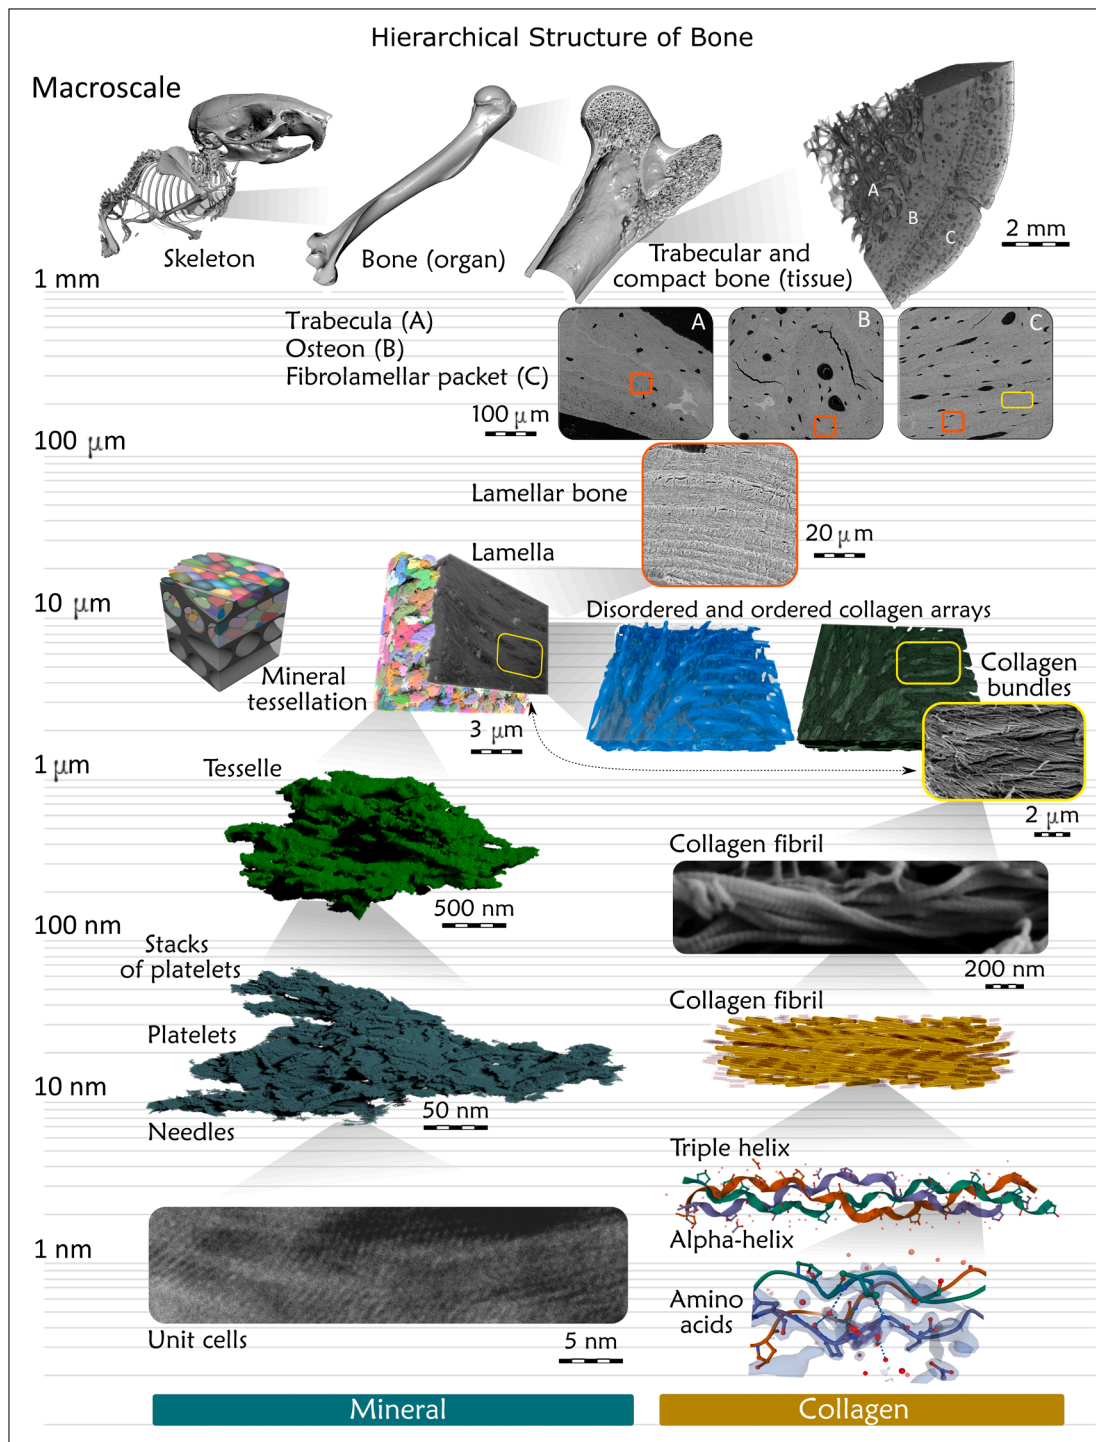 Hierarchical Structure of Bone
Macroscale
Skeleton
Bone (organ)
Trabecular and
compact bone (tissue)
A
B
C
2 mm
1 mm
Trabecula (A)
Osteon (B)
Fibrolamellar packet (C)
A
B
C
100 μm
100 μm
Lamellar bone
20 μm
Lamella
10 μm
Disordered and ordered collagen arrays
Mineral
tessellation
Collagen
bundles
3 μm
1 μm
Tesselle
2 μm
Collagen fibril
500 nm
100 nm
Stacks
of platelets
200 nm
Collagen fibril
Platelets
10 nm
50 nm
Needles
Triple helix
Alpha-helix
1 nm
Amino
acids
Unit cells
5 nm
Mineral
Collagen